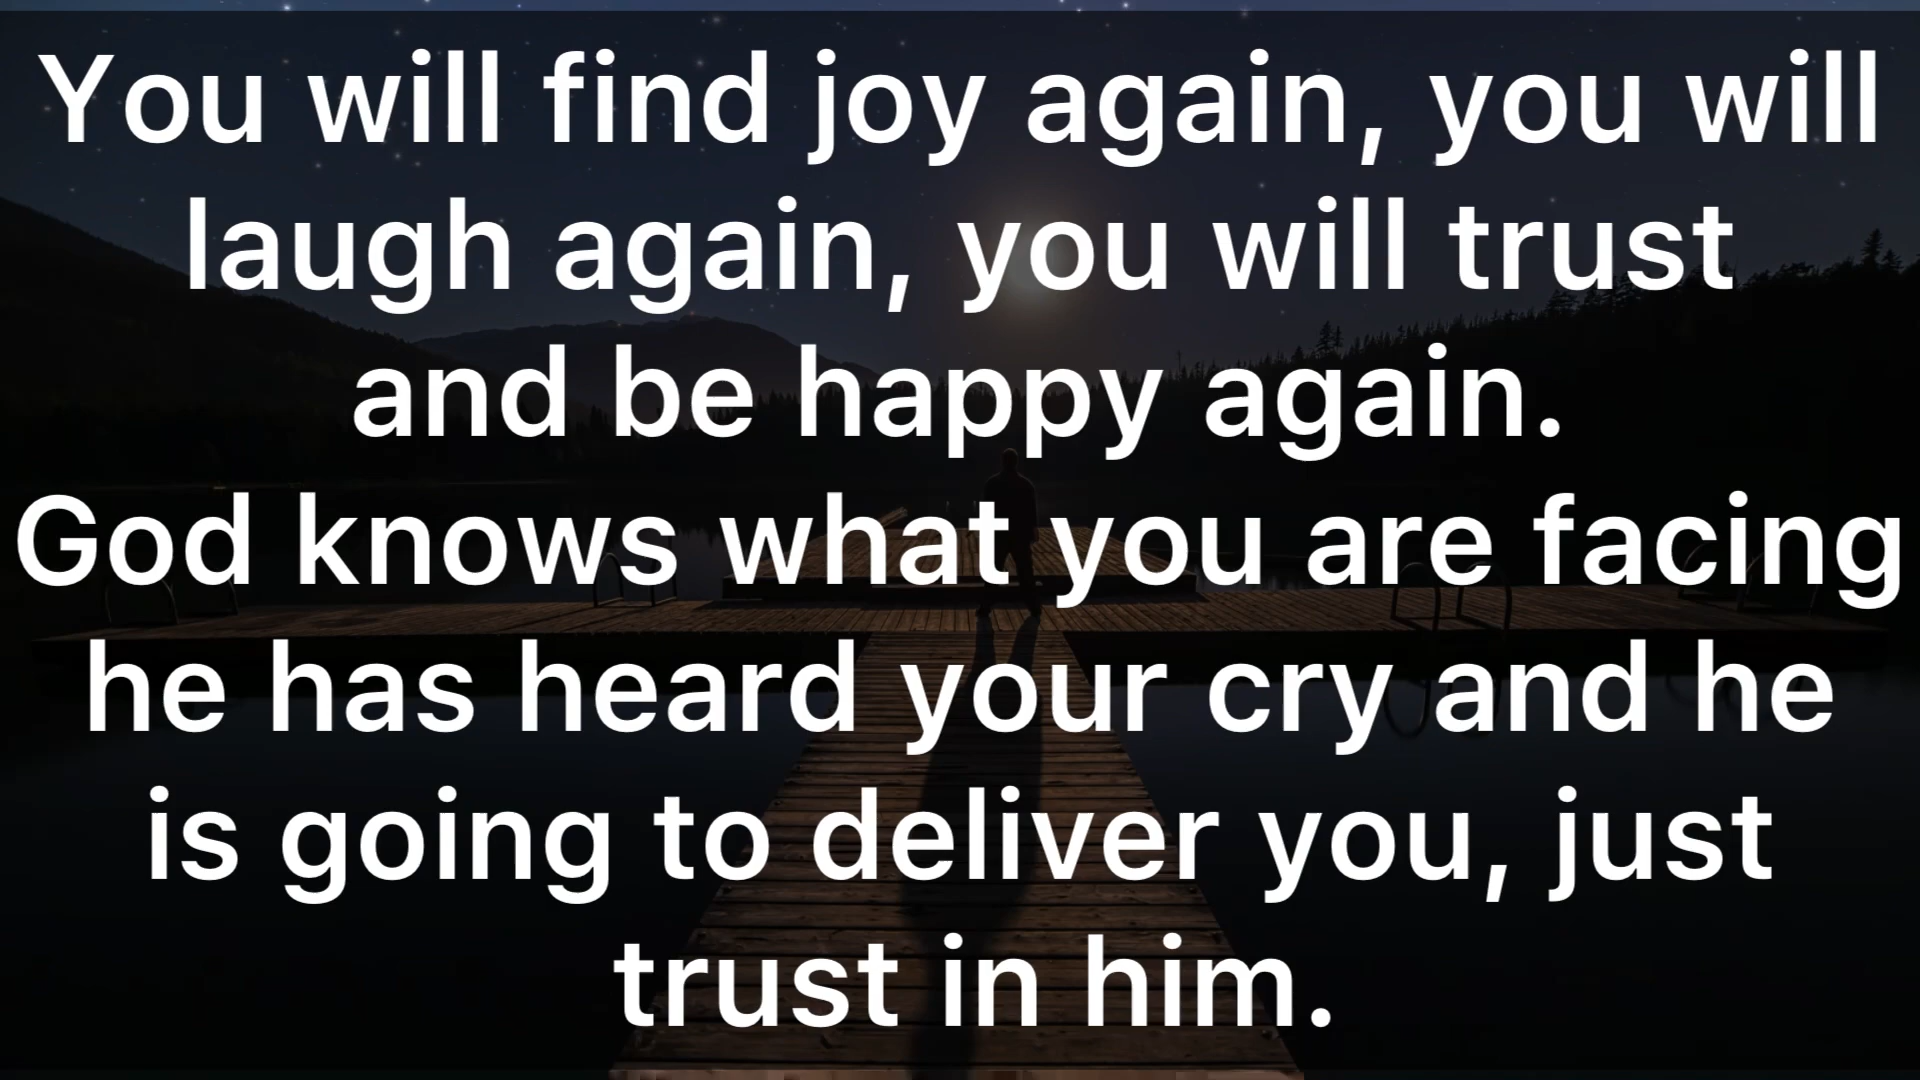 You will find joy again, you will
laugh again, you will trust
and be happy again.
God knows what you are facing
he has heard your cry and he
is going to deliver you, just
trust in him.